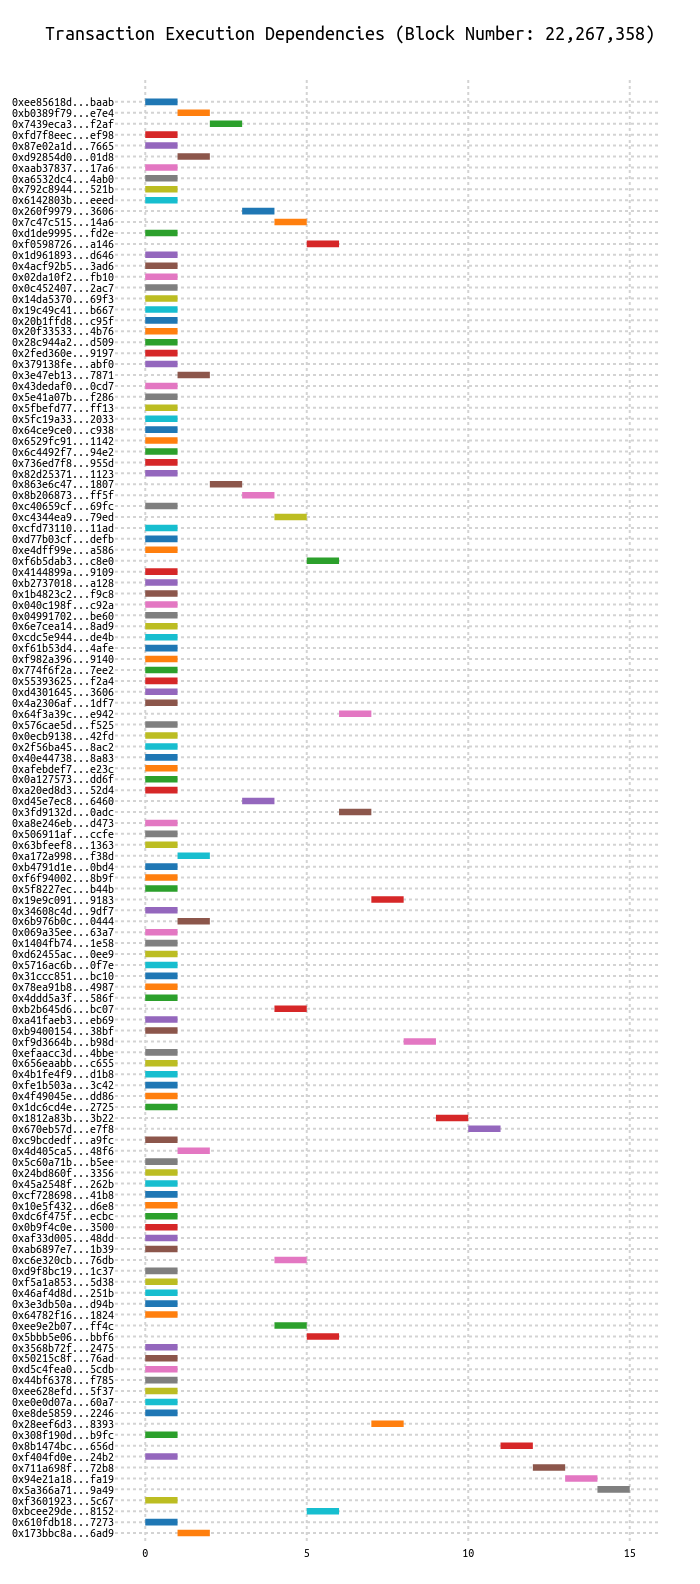 Transaction Execution Dependencies (Block Number: 22,267,358)
0xee85618d...baab
0xb0389f79...e7e4
0x7439eca3...f2af
0xfd7f8eec...ef98
0x87e02a1d...7665
0xd92854d0...01d8
0xaab37837...17a6
0xa6532dc4...4ab0
0x792c8944...521b
0x6142803b...eeed
0x260f9979...3606
0x7c47c515...14a6
0xd1de9995...fd2e
0xf0598726...a146
0x1d961893...d646
0x4acf92b5...3ad6
0x02da10f2...fb10
0x0c452407...2ac7
0x14da5370...69f3
0x19c49c41...b667
0x20b1ffd8...c95f
0x20f33533...4b76
0x28c944a2...d509
0x2fed360e...9197
0x379138fe...abf0
0x3e47eb13...7871
0x43dedaf0...0cd7
0x5e41a07b...f286
0x5fbefd77...ff13
0x5fc19a33...2033
0x64ce9ce0...c938
0x6529fc91...1142
0x6c4492f7...94e2
0x736ed7f8...955d
0x82d25371...1123
0x863e6c47...1807
0x8b206873...ff5f
0xc40659cf...69fc
0xc4344ea9...79ed
0xcfd73110...11ad
0xd77b03cf...defb
0xe4dff99e...a586
0xf6b5dab3...c8e0
0x4144899a...9109
0xb2737018...a128
0x1b4823c2...f9c8
0x040c198f...c92a
0x04991702...be60
0x6e7cea14...8ad9
0xcdc5e944...de4b
0xf61b53d4...4afe
0xf982a396...9140
0x774f6f2a...7ee2
0x55393625...f2a4
0xd4301645...3606
0x4a2306af...1df7
0x64f3a39c...e942
0x576cae5d...f525
0x0ecb9138...42fd
0x2f56ba45...8ac2
0x40e44738...8a83
0xafebdef7...e23c
0x0a127573...dd6f
0xa20ed8d3...52d4
0xd45e7ec8...6460
0x3fd9132d...0adc
0xa8e246eb...d473
0x506911af...ccfe
0x63bfeef8...1363
0xa172a998...f38d
0xb4791d1e...0bd4
0xf6f94002...8b9f
0x5f8227ec...b44b
0x19e9c091...9183
0x34608c4d...9df7
0x6b976b0c...0444
0x069a35ee...63a7
0x1404fb74...1e58
0xd62455ac...0ee9
0x5716ac6b...0f7e
0x31ccc851...bc10
0x78ea91b8...4987
0x4ddd5a3f...586f
0xb2b645d6...bc07
0xa41faeb3...eb69
0xb9400154...38bf
0xf9d3664b...b98d
0xefaacc3d...4bbe
0x656eaabb...c655
0x4b1fe4f9...d1b8
0xfe1b503a...3c42
0x4f49045e...dd86
0x1dc6cd4e...2725
0x1812a83b...3b22
0x670eb57d...e7f8
0xc9bcdedf...a9fc
0x4d405ca5...48f6
0x5c60a71b...b5ee
0x24bd860f...3356
0x45a2548f...262b
0xcf728698...41b8
0x10e5f432...d6e8
0xdc6f475f...ecbc
0x0b9f4c0e...3500
0xaf33d005...48dd
0xab6897e7...1b39
0xc6e320cb...76db
0xd9f8bc19...1c37
0xf5a1a853...5d38
0x46af4d8d...251b
0x3e3db50a...d94b
0x64782f16...1824
0xee9e2b07...ff4c
0x5bbb5e06...bbf6
0x3568b72f...2475
0x50215c8f...76ad
0xd5c4fea0...5cdb
0x44bf6378...f785
0xee628efd...5f37
0xe0e0d07a...60a7
0xe8de5859...2246
0x28eef6d3...8393
0x308f190d...b9fc
0x8b1474bc...656d
0xf404fd0e...24b2
0x711a698f...72b8
0x94e21a18...fa19
0x5a366a71...9a49
0xf3601923...5c67
0xbcee29de...8152
0x610fdb18...7273
0x173bbc8a...6ad9
0 5 10 15